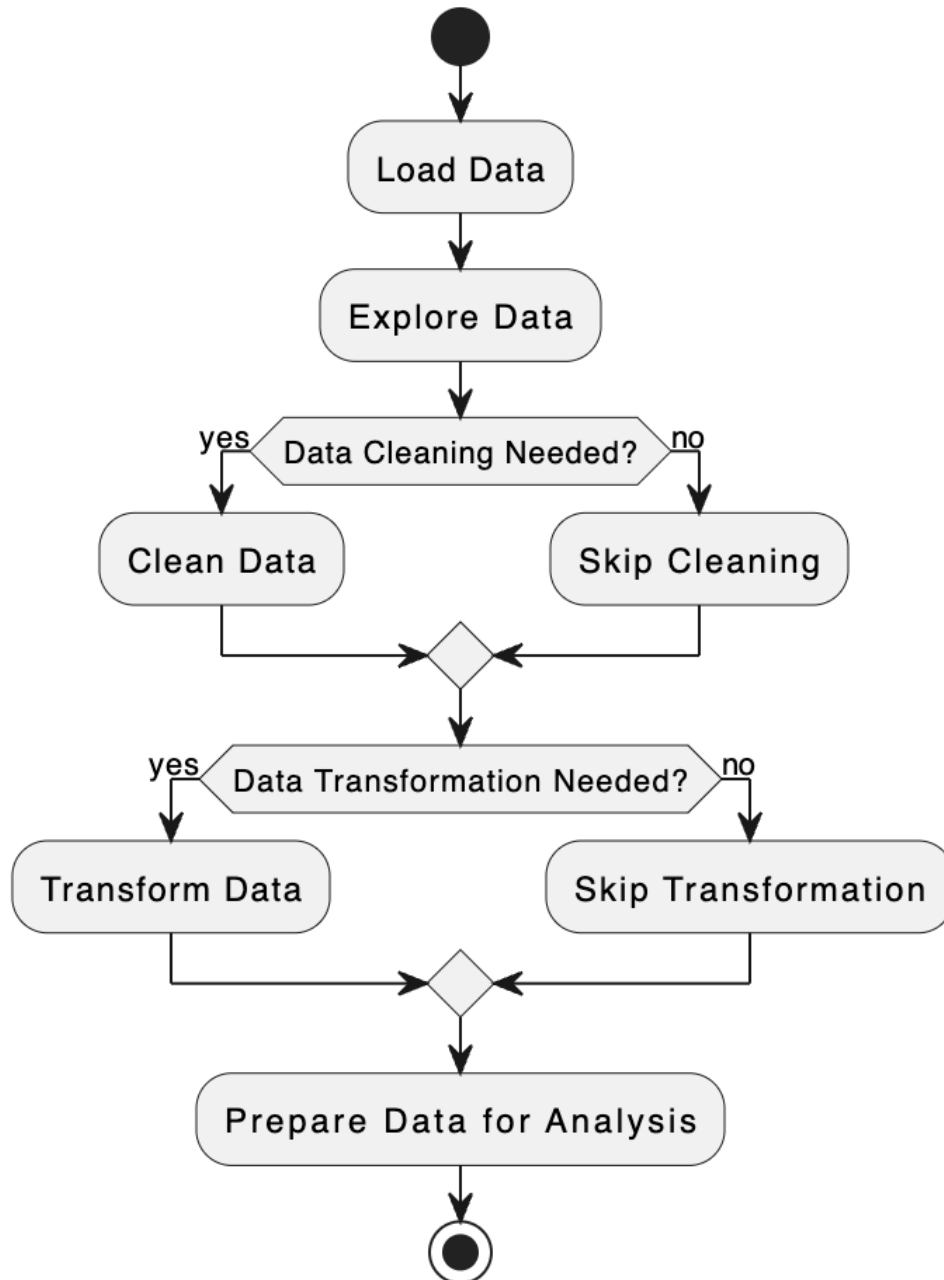 Load Data
Explore Data
yes
Data Cleaning Needed?
no
Clean Data
Skip Cleaning
yes
Data Transformation Needed?
no
Transform Data
Skip Transformation
Prepare Data for Analysis